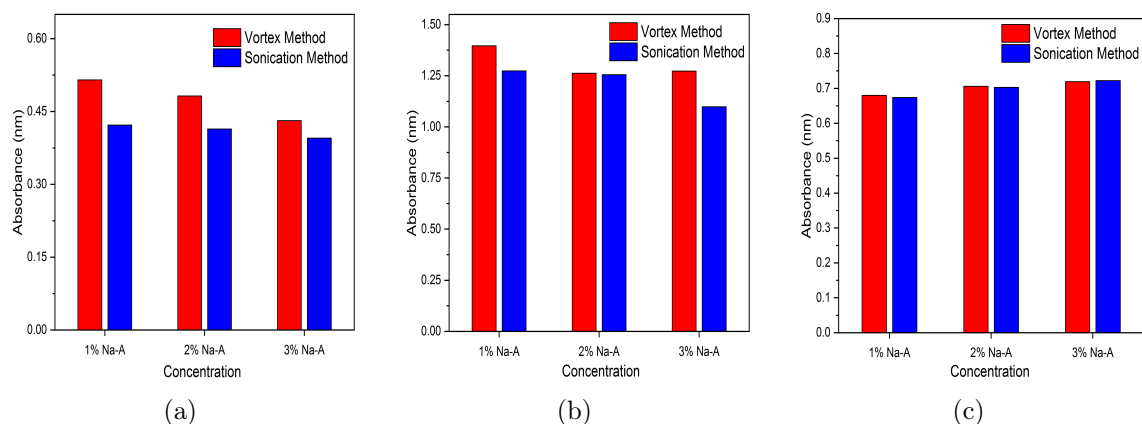 Vortex Method
Sonication Method
Absorbance (nm)
0.60
0.45
0.30
0.15
0.00
1% Na-A 2% Na-A 3% Na-A
Concentration
(a)
Vortex Method
Sonication Method
Absorbance (nm)
1.50
1.25
1.00
0.75
0.50
0.25
0.00
1% Na-A 2% Na-A 3% Na-A
Concentration
(b)
Vortex Method
Sonication Method
Absorbance (nm)
0.9
0.8
0.7
0.6
0.5
0.4
0.3
0.2
0.1
0.0
1% Na-A 2% Na-A 3% Na-A
Concentration
(c)